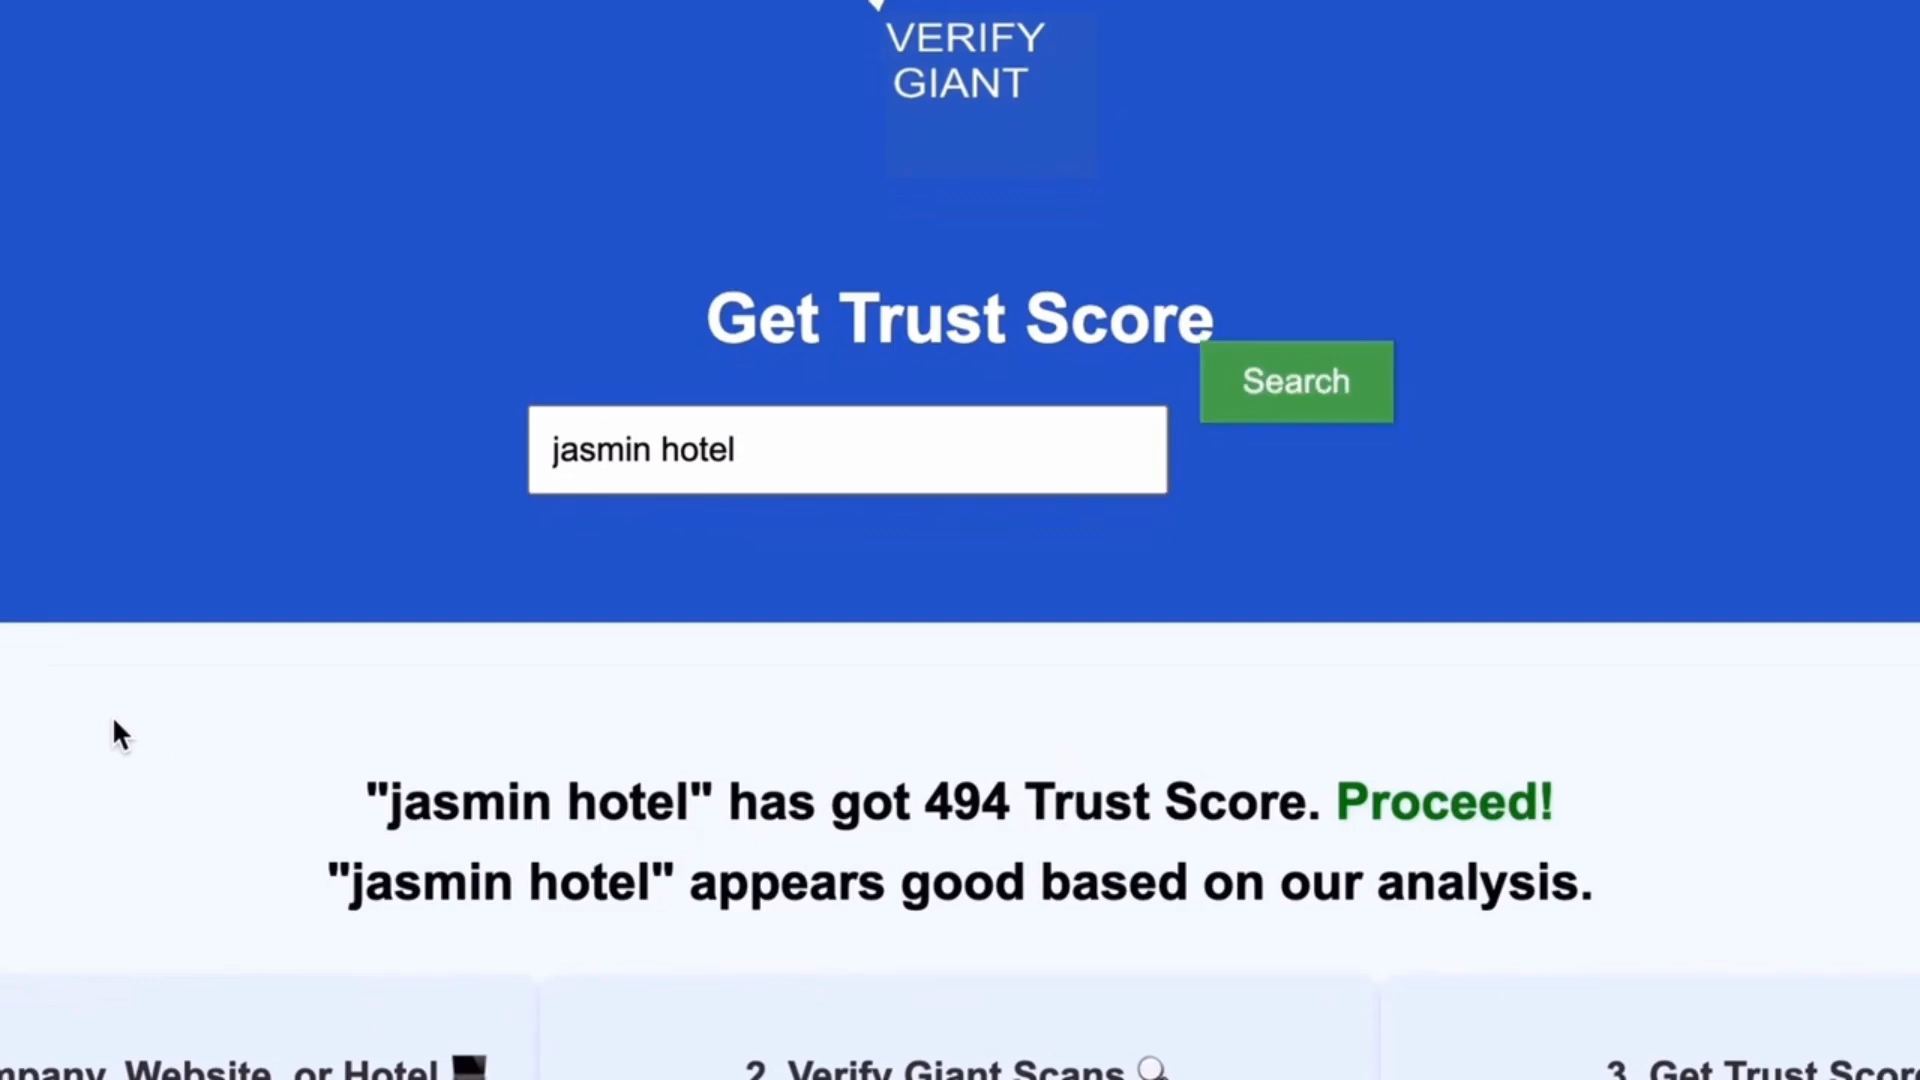 VERIFY
GIANT
Get Trust Score
Search
jasmin hotel
"jasmin hotel" has got 494 Trust Score. Proceed!
"jasmin hotel" appears good based on our analysis.
Website, or Hotel
2. Verify Giant Scans
3. Get Trust Score